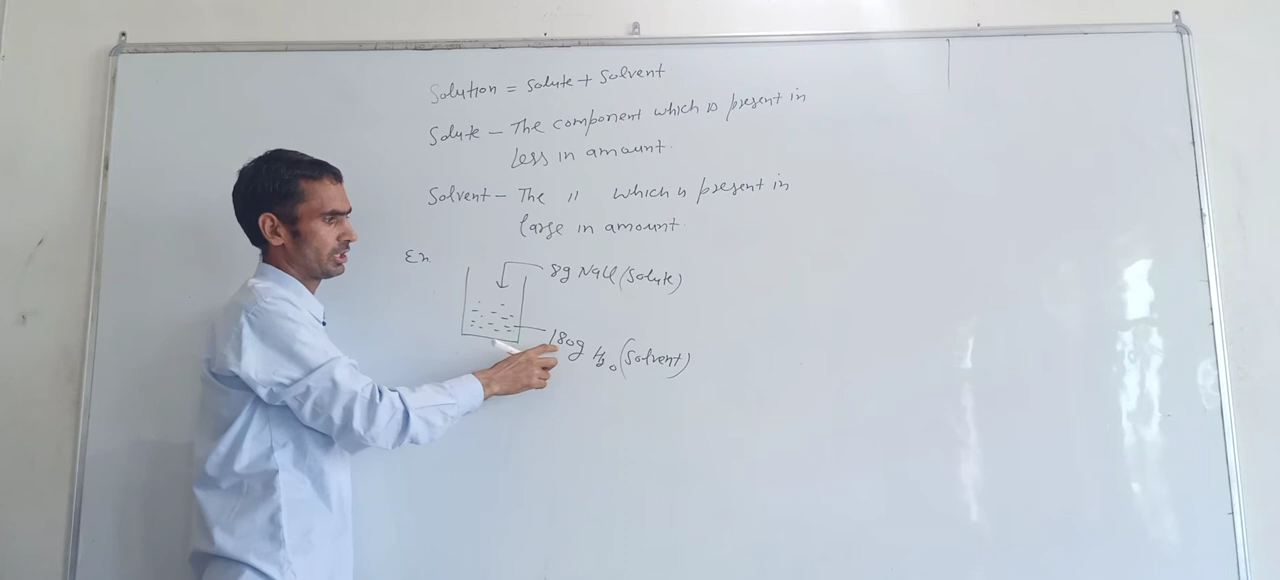 Solution = Solute + Solvent
Solute – The component which is present in
Less in amount.
Solvent – The 〃 which is present in
large in amount.
Ex.
8g NaCl (Solute)
180g H2O (Solvent)